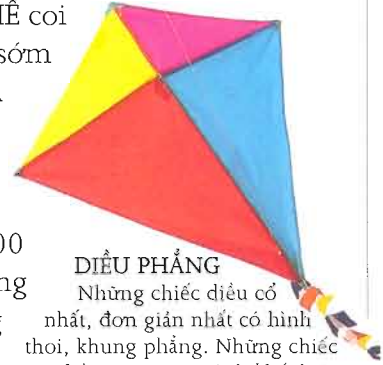 Ê coi
sớm
00
ng
g
DIỀU PHẲNG
Những chiếc diều cổ
nhất, đơn giản nhất có hình
thoi, khung phẳng. Những chiếc